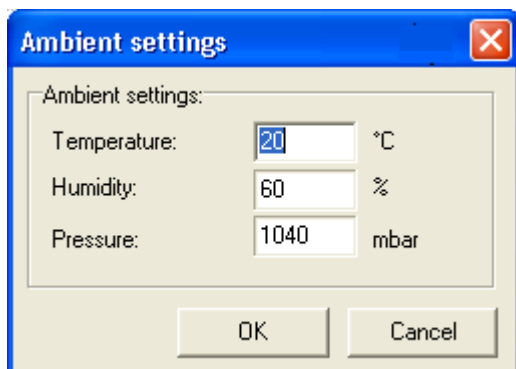 Ambient settings
Ambient settings:
Temperature: 20 °C
Humidity: 60 %
Pressure: 1040 mbar
OK Cancel